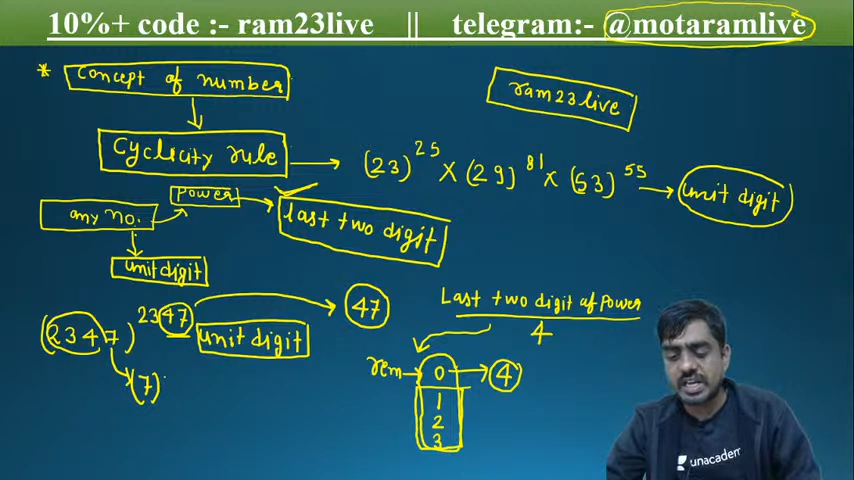 10%+ code :- ram23live || telegram:- @motaramlive
* Concept of number
ram23live
Cyclicity rule → (23)^25 × (29)^81 × (53)^55 → unit digit
any no. power → last two digit
unit digit
(2347)^2347 → 47
unit digit
Last two digit of Power
4
rem → 0 → 4
1
2
3
(7)
unacadem